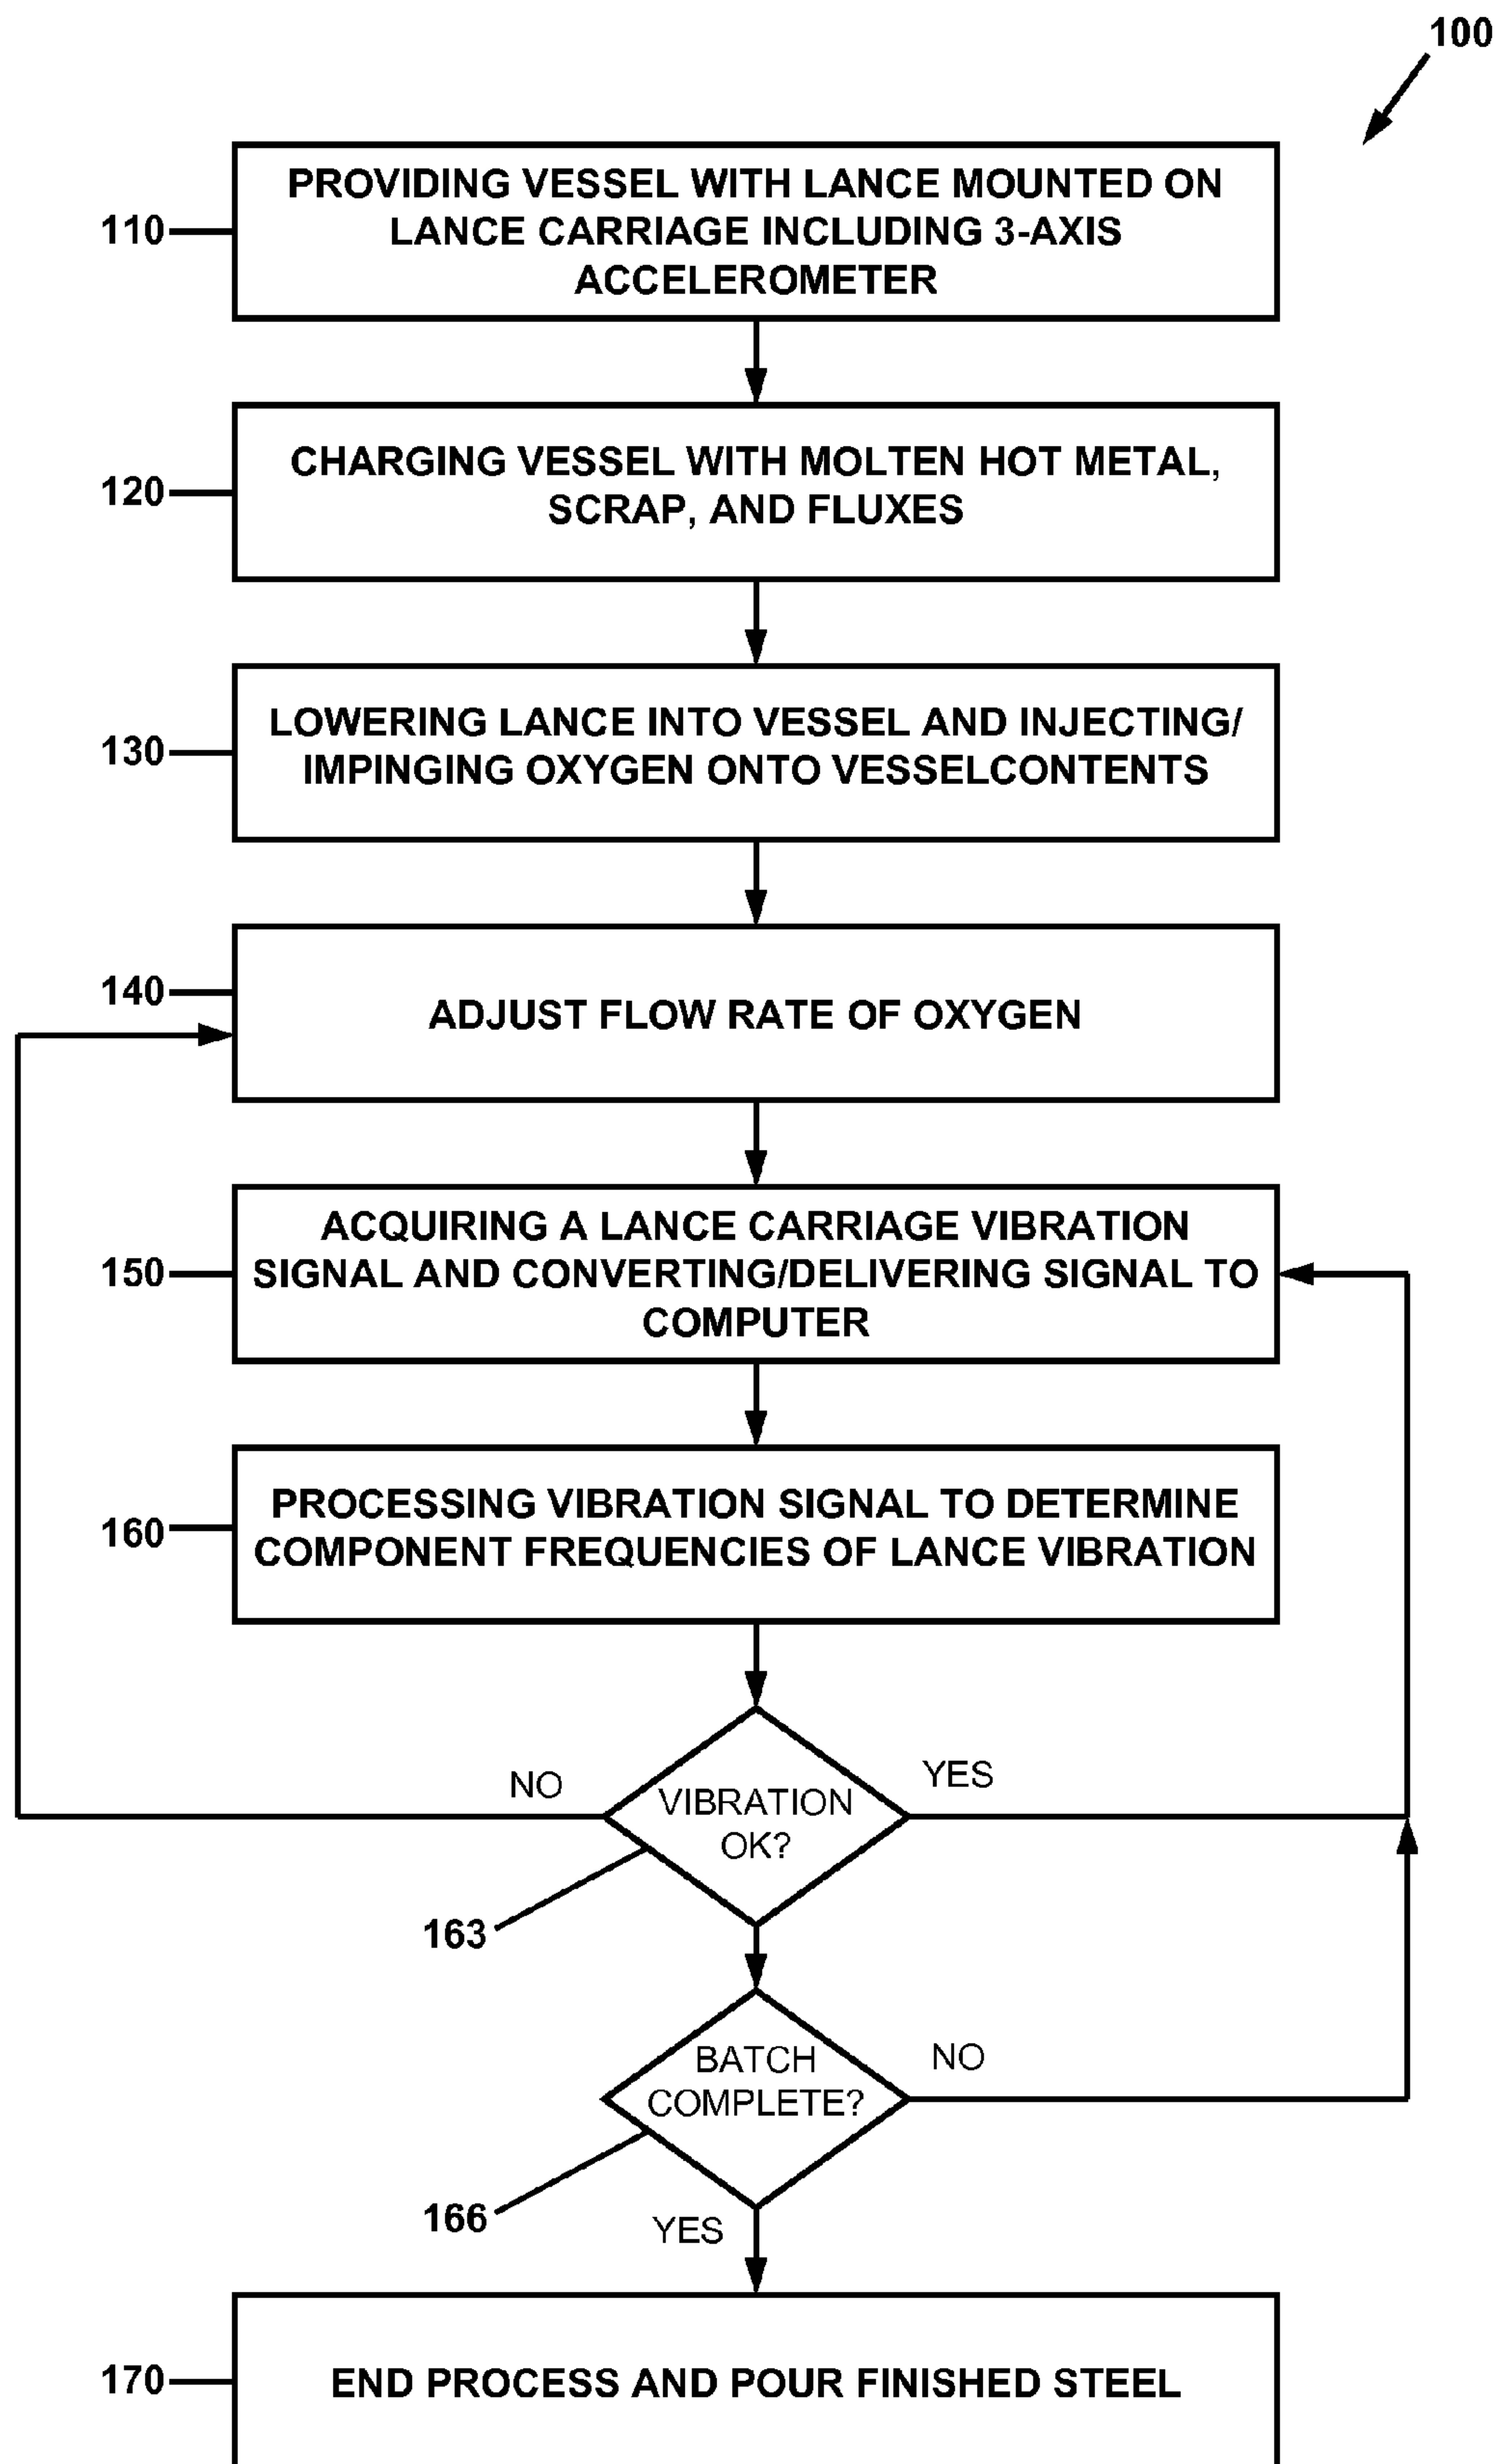 100
PROVIDING VESSEL WITH LANCE MOUNTED ON
LANCE CARRIAGE INCLUDING 3-AXIS
ACCELEROMETER
110
CHARGING VESSEL WITH MOLTEN HOT METAL,
SCRAP, AND FLUXES
120
LOWERING LANCE INTO VESSEL AND INJECTING/
IMPINGING OXYGEN ONTO VESSELCONTENTS
130
140
ADJUST FLOW RATE OF OXYGEN
ACQUIRING A LANCE CARRIAGE VIBRATION
SIGNAL AND CONVERTING/DELIVERING SIGNAL TO
COMPUTER
150
PROCESSING VIBRATION SIGNAL TO DETERMINE
COMPONENT FREQUENCIES OF LANCE VIBRATION
160
NO
YES
VIBRATION
OK?
163
BATCH
COMPLETE?
NO
166
YES
170
END PROCESS AND POUR FINISHED STEEL